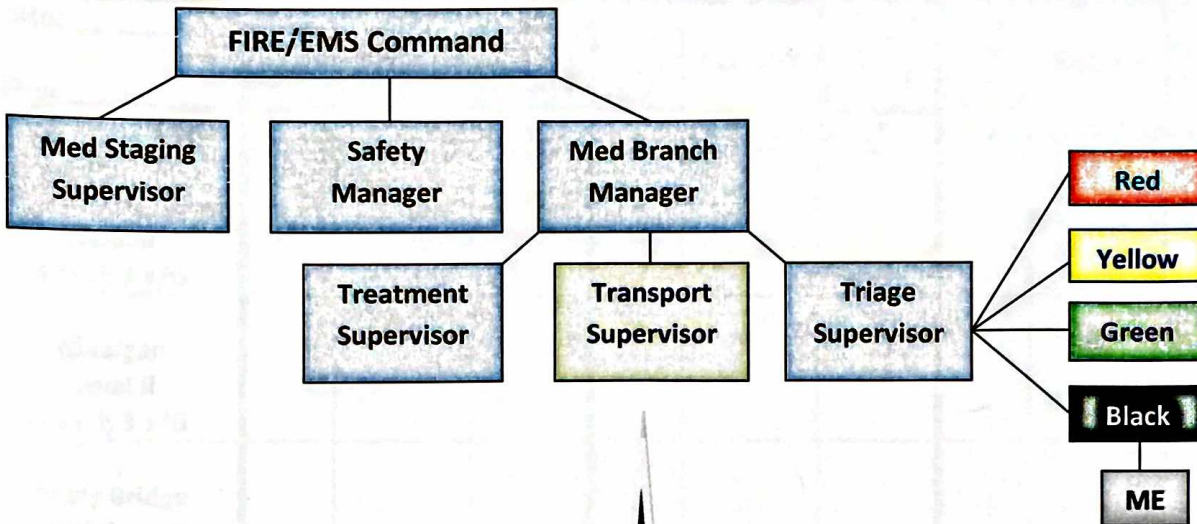 FIRE/EMS Command
Med Staging
Supervisor
Safety
Manager
Med Branch
Manager
Treatment
Supervisor
Transport
Supervisor
Triage
Supervisor
Red
Yellow
Green
Black
ME